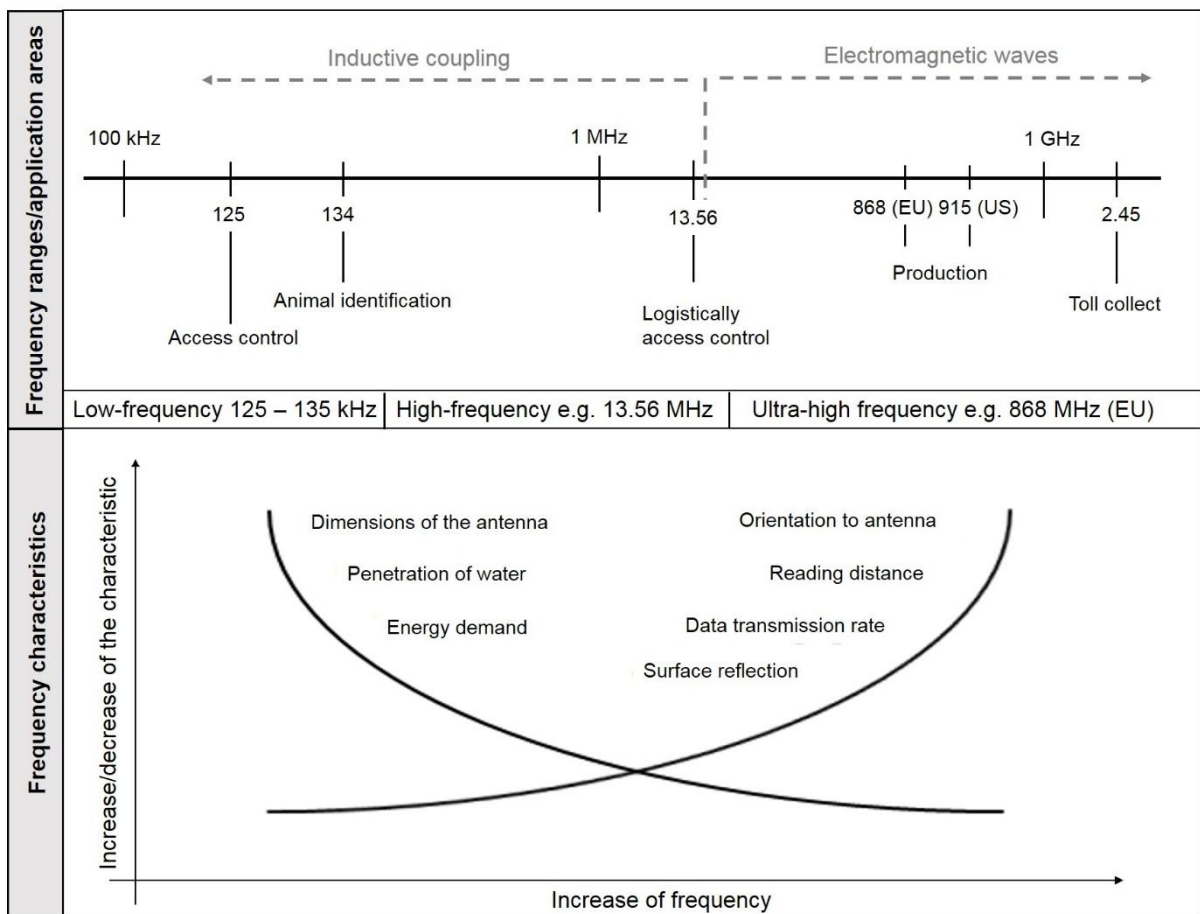 Frequency ranges/application areas
Inductive coupling
Electromagnetic waves
100 kHz
1 MHz
1 GHz
125
134
13.56
868 (EU) 915 (US)
2.45
Access control
Animal identification
Logistically
access control
Production
Toll collect
Low-frequency 125 – 135 kHz
High-frequency e.g. 13.56 MHz
Ultra-high frequency e.g. 868 MHz (EU)
Frequency characteristics
Increase/decrease of the characteristic
Dimensions of the antenna
Penetration of water
Energy demand
Orientation to antenna
Reading distance
Data transmission rate
Surface reflection
Increase of frequency